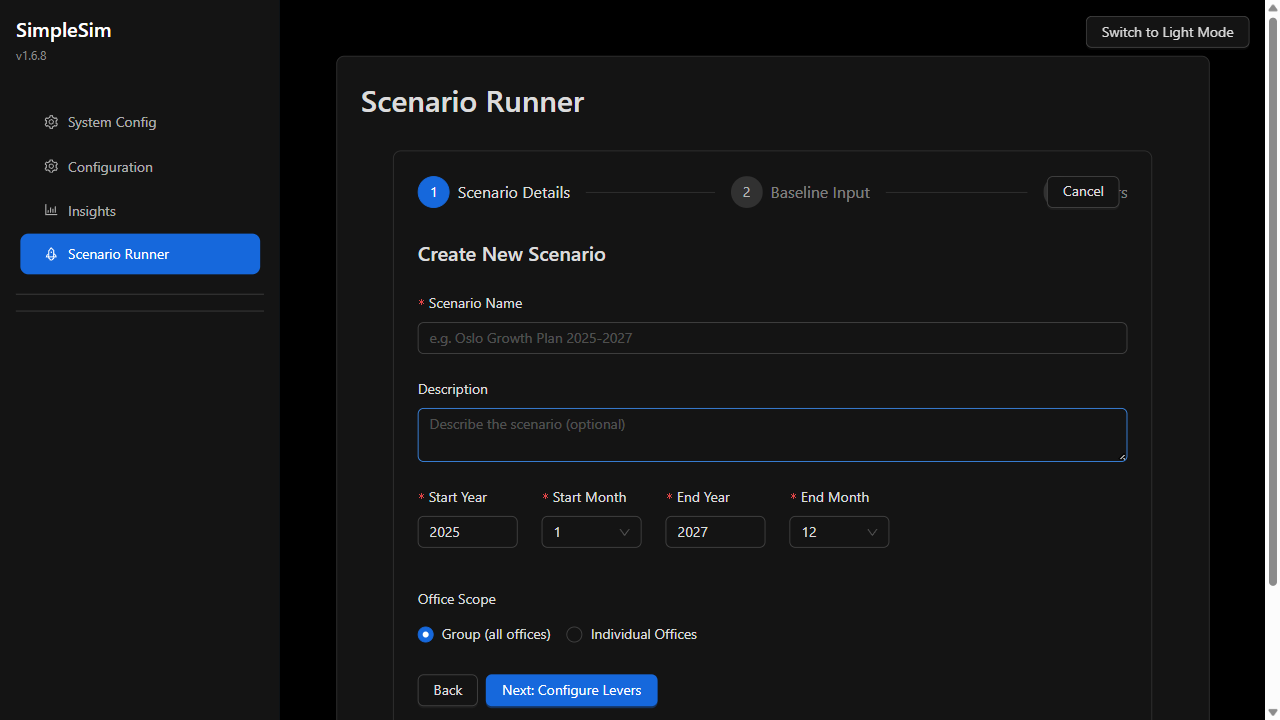 SimpleSim
v1.6.8
System Config
Configuration
Insights
Scenario Runner
Switch to Light Mode
Scenario Runner
1 Scenario Details
2 Baseline Input
Cancel
Create New Scenario
* Scenario Name
e.g. Oslo Growth Plan 2025-2027
Description
Describe the scenario (optional)
* Start Year * Start Month * End Year * End Month
2025 1 2027 12
Office Scope
Group (all offices) Individual Offices
Back Next: Configure Levers